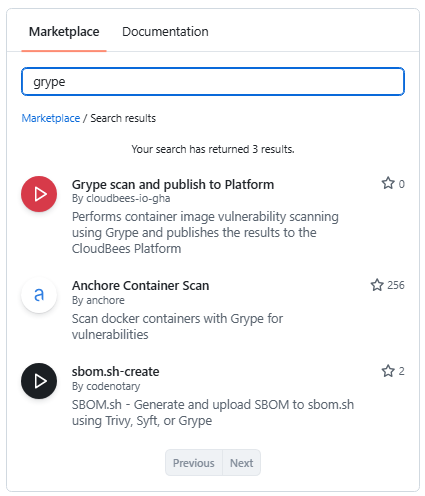 Marketplace Documentation
grype
Marketplace / Search results
Your search has returned 3 results.
Grype scan and publish to Platform 0
By cloudbees-io-gha
Performs container image vulnerability scanning
using Grype and publishes the results to the
CloudBees Platform
a
Anchore Container Scan 256
By anchore
Scan docker containers with Grype for
vulnerabilities
sbom.sh-create 2
By codenotary
SBOM.sh - Generate and upload SBOM to sbom.sh
using Trivy, Syft, or Grype
Previous Next